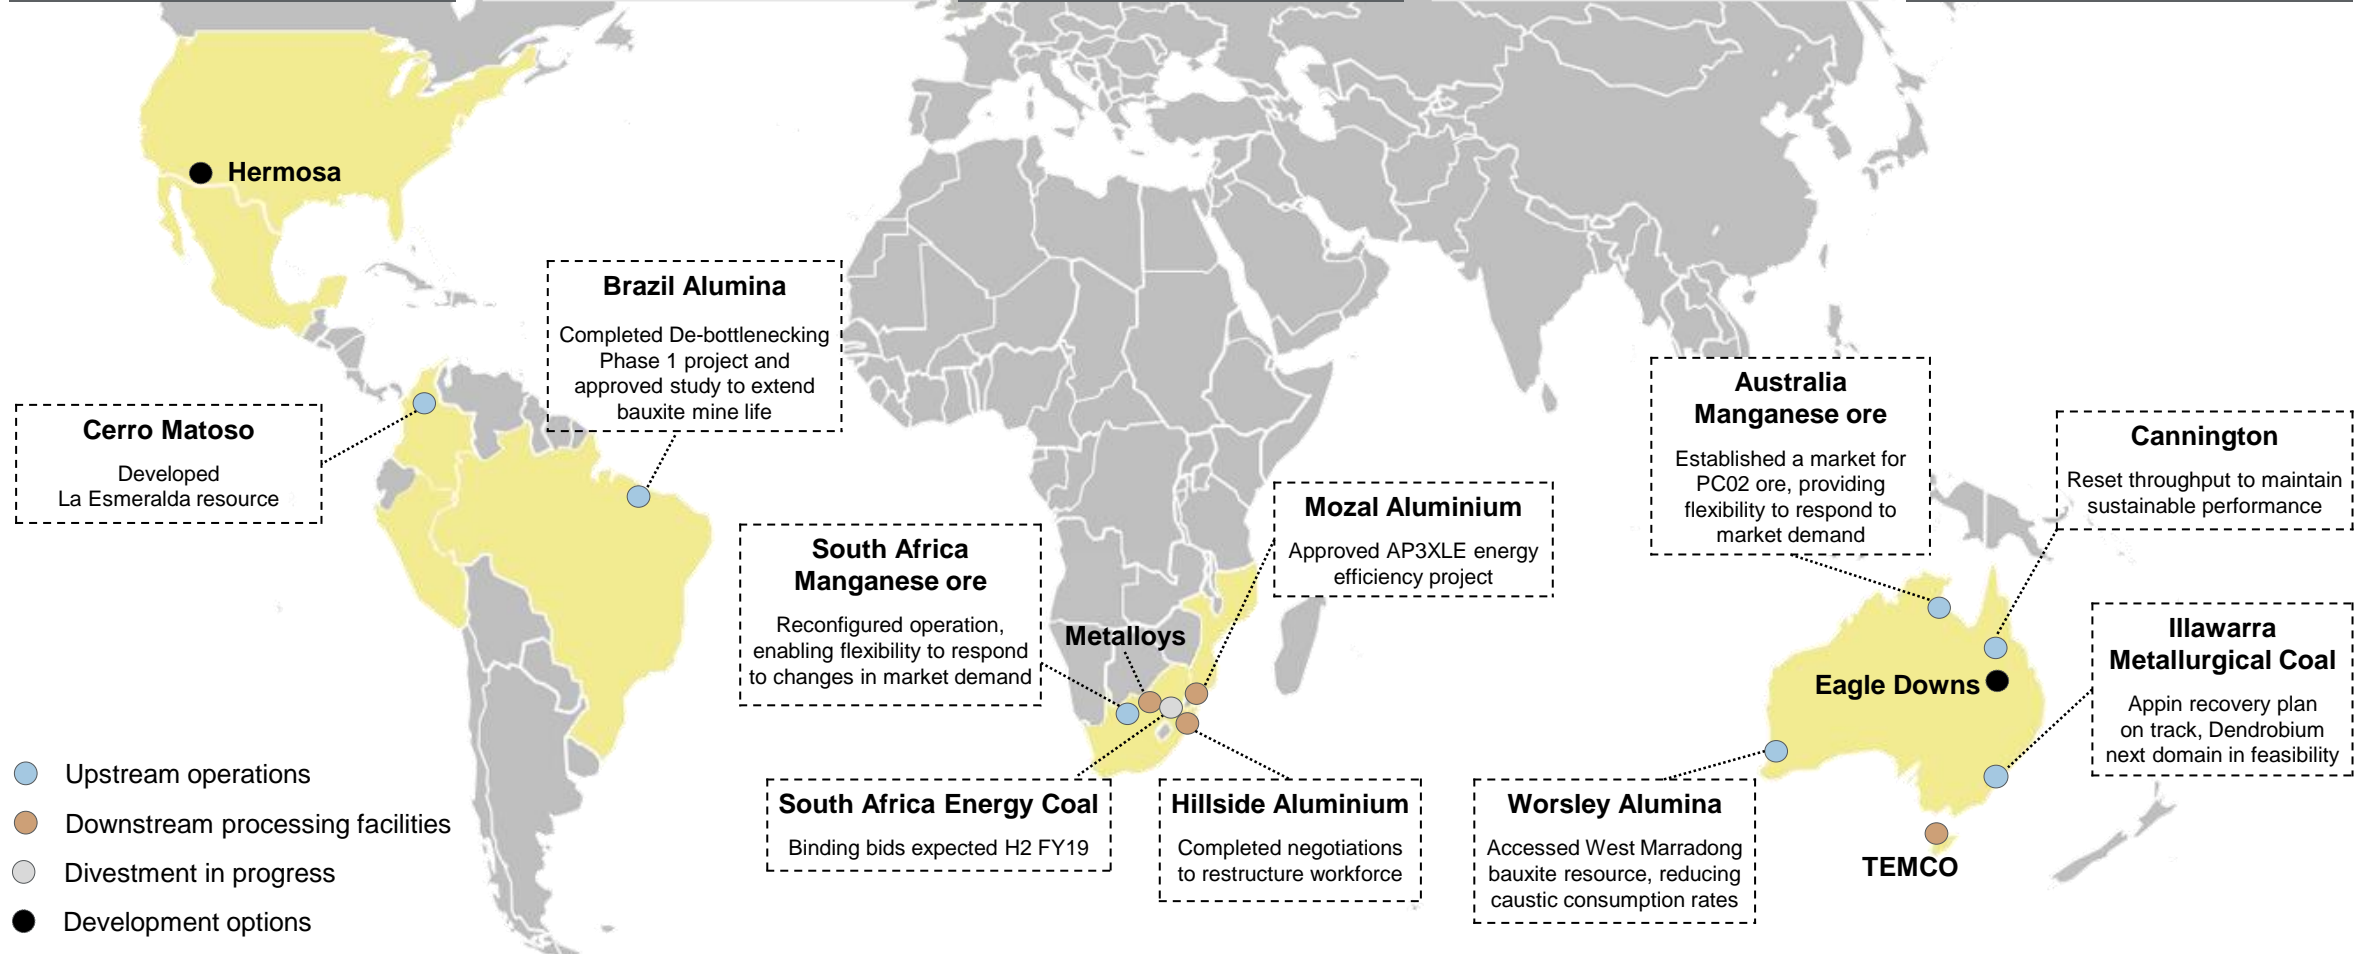 Hermosa
Brazil Alumina
Completed De-bottlenecking
Phase 1 project and
approved study to extend
bauxite mine life
Cerro Matoso
Developed
La Esmeralda resource
South Africa
Manganese ore
Reconfigured operation,
enabling flexibility to respond
to changes in market demand
Metalloys
Mozal Aluminium
Approved AP3XLE energy
efficiency project
Australia
Manganese ore
Established a market for
PC02 ore, providing
flexibility to respond to
market demand
Cannington
Reset throughput to maintain
sustainable performance
Eagle Downs
Illawarra
Metallurgical Coal
Appin recovery plan
on track, Dendrobium
next domain in feasibility
South Africa Energy Coal
Binding bids expected H2 FY19
Hillside Aluminium
Completed negotiations
to restructure workforce
Worsley Alumina
Accessed West Marradong
bauxite resource, reducing
caustic consumption rates
TEMCO
Upstream operations
Downstream processing facilities
Divestment in progress
Development options